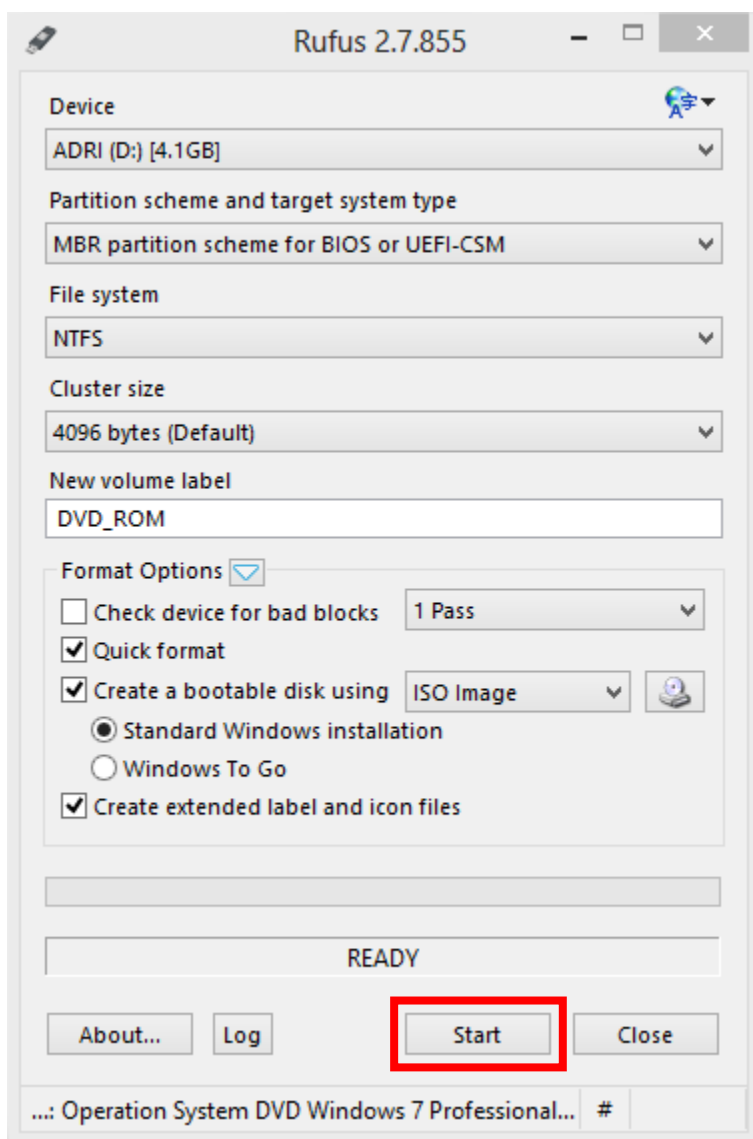 Rufus 2.7.855
Device
ADRI (D:) [4.1GB]
Partition scheme and target system type
MBR partition scheme for BIOS or UEFI-CSM
File system
NTFS
Cluster size
4096 bytes (Default)
New volume label
DVD_ROM
Format Options
Check device for bad blocks 1 Pass
Quick format
Create a bootable disk using ISO Image
Standard Windows installation
Windows To Go
Create extended label and icon files
READY
About... Log Start Close
...: Operation System DVD Windows 7 Professional... #